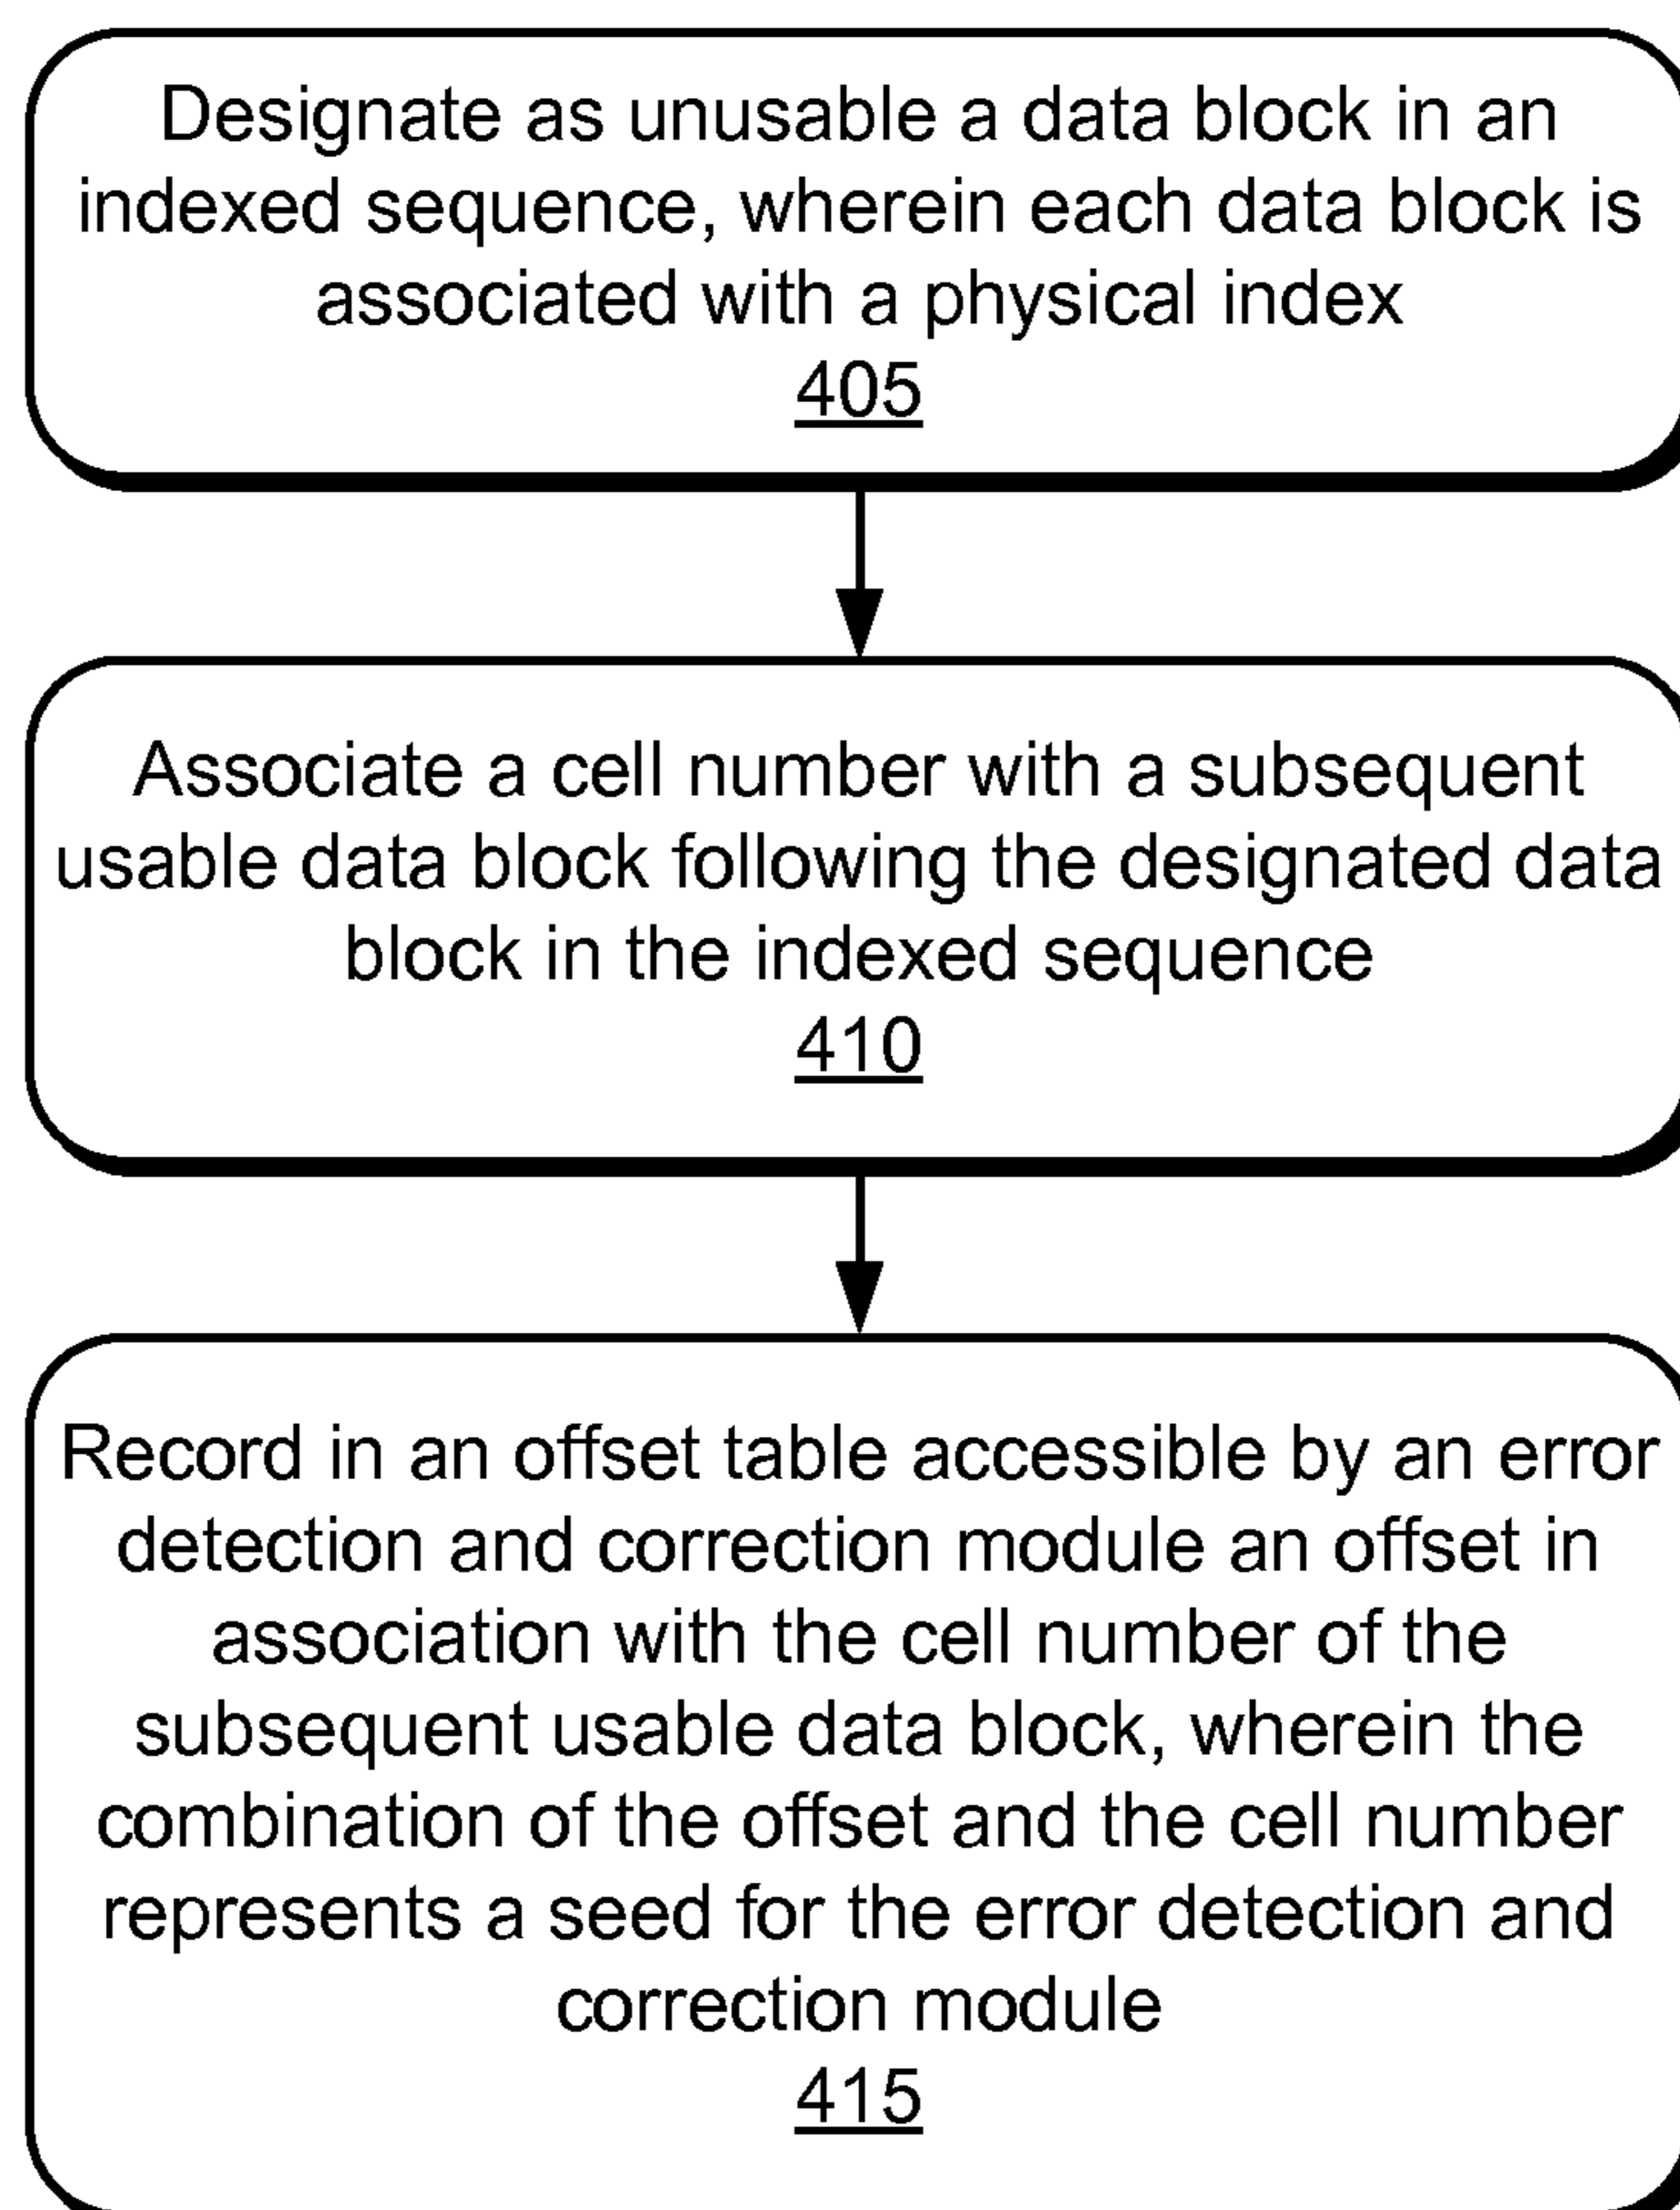 Designate as unusable a data block in an
indexed sequence, wherein each data block is
associated with a physical index
405
Associate a cell number with a subsequent
usable data block following the designated data
block in the indexed sequence
410
Record in an offset table accessible by an error
detection and correction module an offset in
association with the cell number of the
subsequent usable data block, wherein the
combination of the offset and the cell number
represents a seed for the error detection and
correction module
415